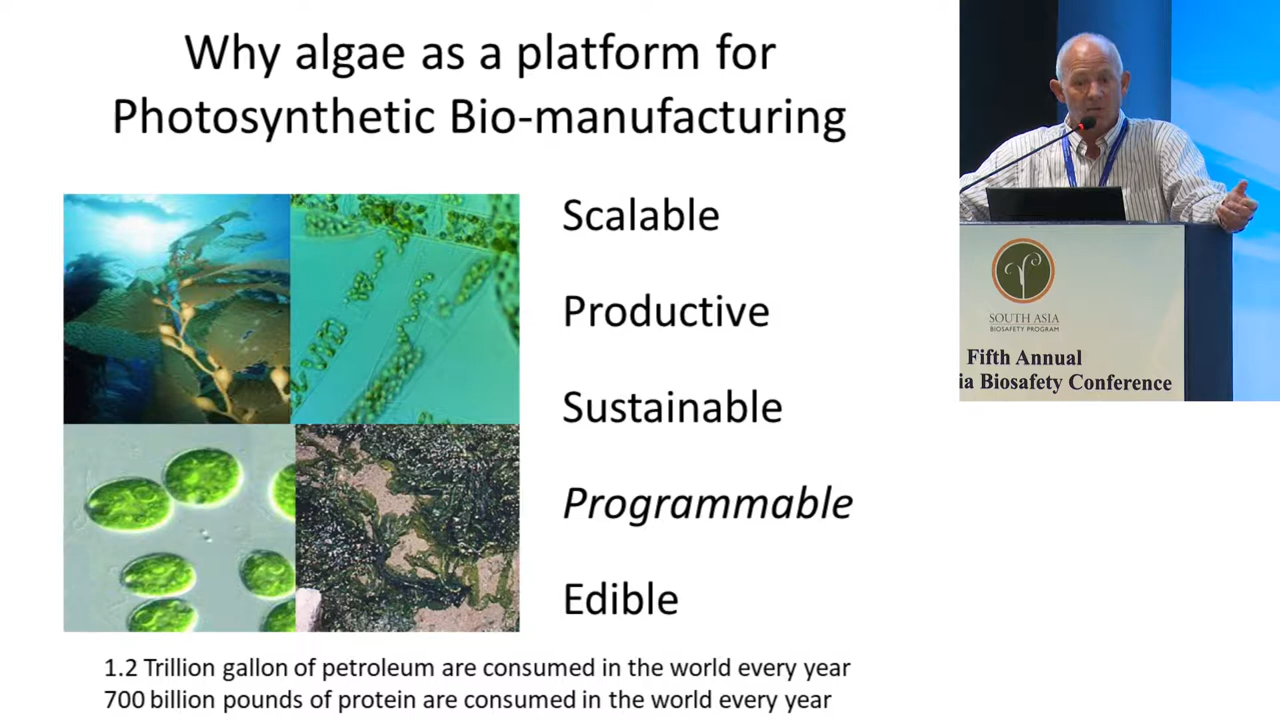 Why algae as a platform for
Photosynthetic Bio-manufacturing
Scalable
Productive
Sustainable
Programmable
Edible
1.2 Trillion gallon of petroleum are consumed in the world every year
700 billion pounds of protein are consumed in the world every year
SOUTH ASIA
BIOSAFETY PROGRAM
Fifth Annual
ia Biosafety Conference